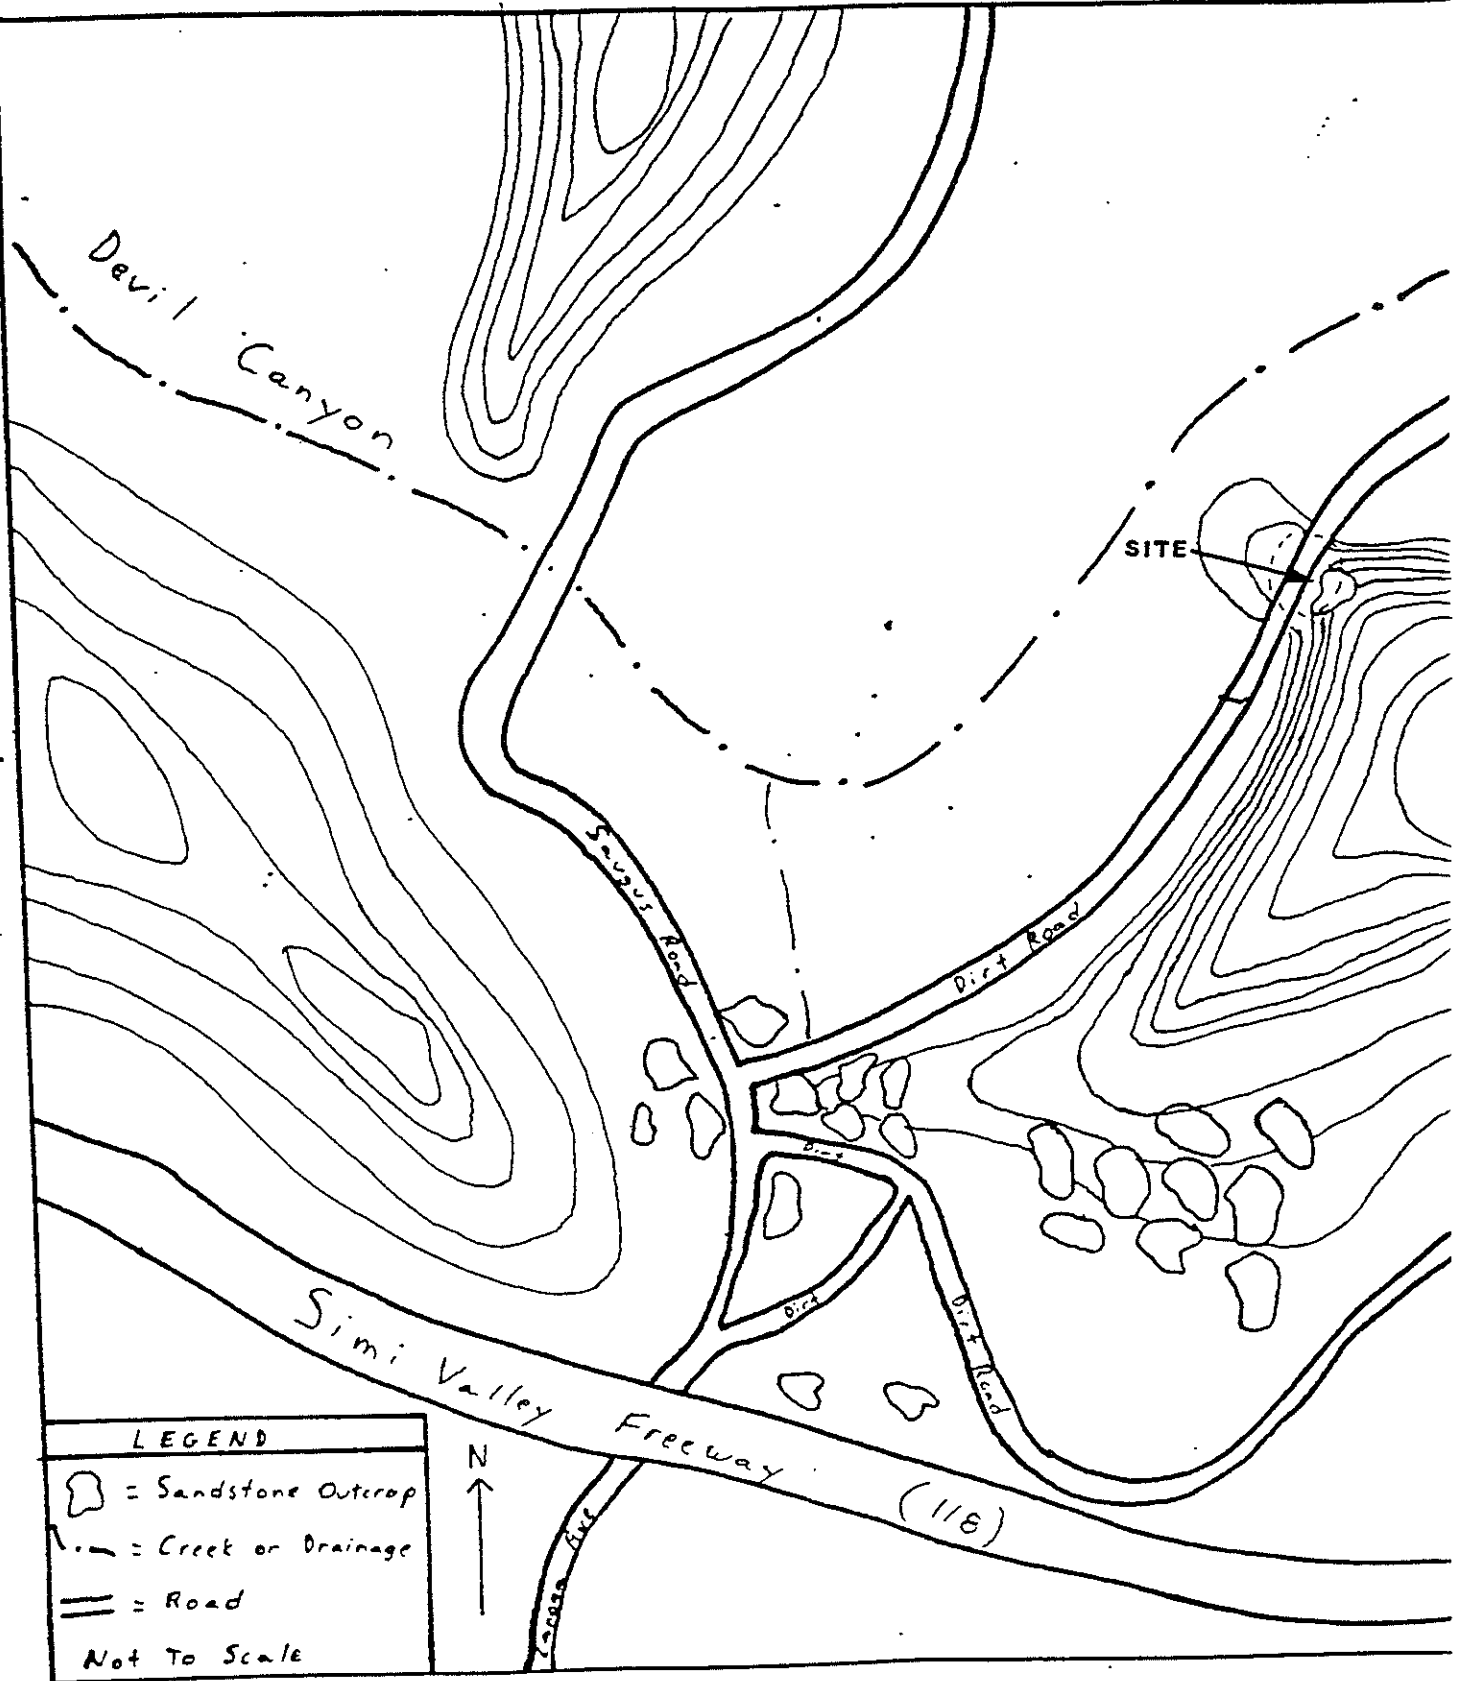 Devil Canyon
SITE
Saugus Road
Dirt Road
Dirt
Dirt
Dirt Road
Simi Valley Freeway (118)
LEGEND
= Sandstone Outcrop
= Creek or Drainage
= Road
Not To Scale
N
Ave